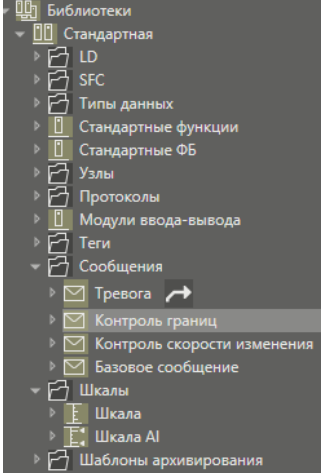 Библиотеки
Стандартная
LD
SFC
Типы данных
Стандартные функции
Стандартные ФБ
Узлы
Протоколы
Модули ввода-вывода
Теги
Сообщения
Тревога
Контроль границ
Контроль скорости изменения
Базовое сообщение
Шкалы
Шкала
Шкала AI
Шаблоны архивирования